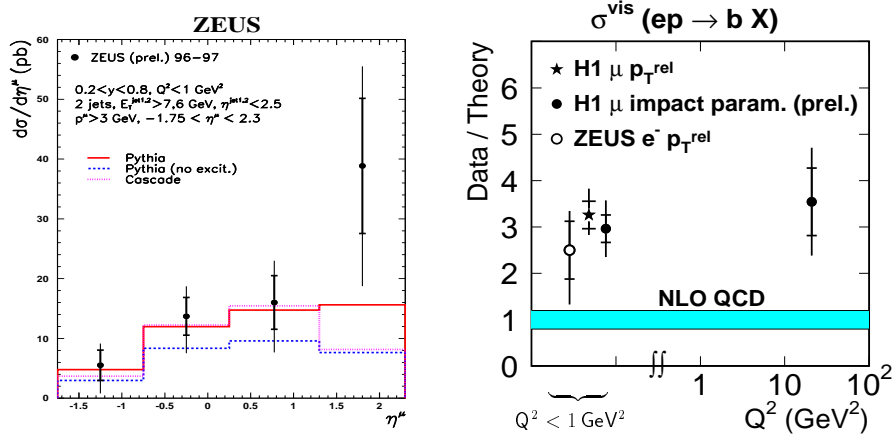 ZEUS
dσ/dη^μ (pb)
60
50
40
30
20
10
0
ZEUS (prel.) 96-97
0.2<y<0.8, Q²<1 GeV²
2 jets, E_T^jet1,2>7,6 GeV, η^jet1,2<2.5
p^μ>3 GeV, -1.75 < η^μ < 2.3
Pythia
Pythia (no excit.)
Cascade
-1.5 -1 -0.5 0 0.5 1 1.5 2
η^μ
σ^vis (ep → b X)
Data / Theory
6
5
4
3
2
1
0
H1 μ p_T^rel
H1 μ impact param. (prel.)
ZEUS e⁻ p_T^rel
NLO QCD
1 10 10²
Q² < 1 GeV²
Q² (GeV²)